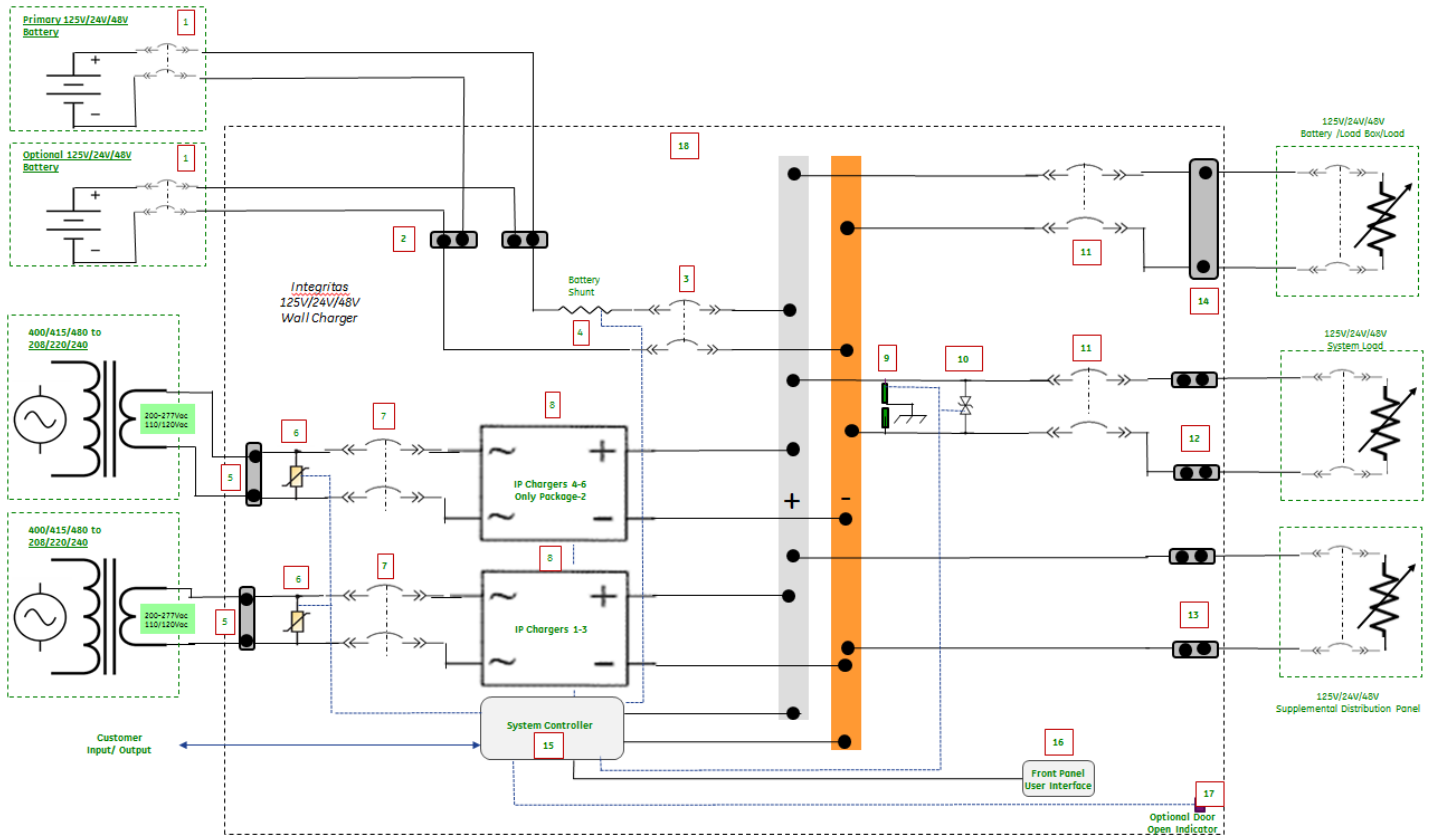 Primary 125V/24V/48V
Battery
1
+
−
Optional 125V/24V/48V
Battery
1
+
−
2
18
Integritas
125V/24V/48V
Wall Charger
Battery
Shunt
4
3
125V/24V/48V
Battery /Load Box/Load
11
14
125V/24V/48V
System Load
11
9
10
12
400/415/480 to
208/220/240
200-277Vac
110/120Vac
5
6
7
8
~
+
IP Chargers 4-6
Only Package-2
~
−
+
-
400/415/480 to
208/220/240
200-277Vac
110/120Vac
5
6
7
8
~
+
IP Chargers 1-3
~
−
13
125V/24V/48V
Supplemental Distribution Panel
System Controller
15
Customer
Input/ Output
16
Front Panel
User Interface
17
Optional Door
Open Indicator